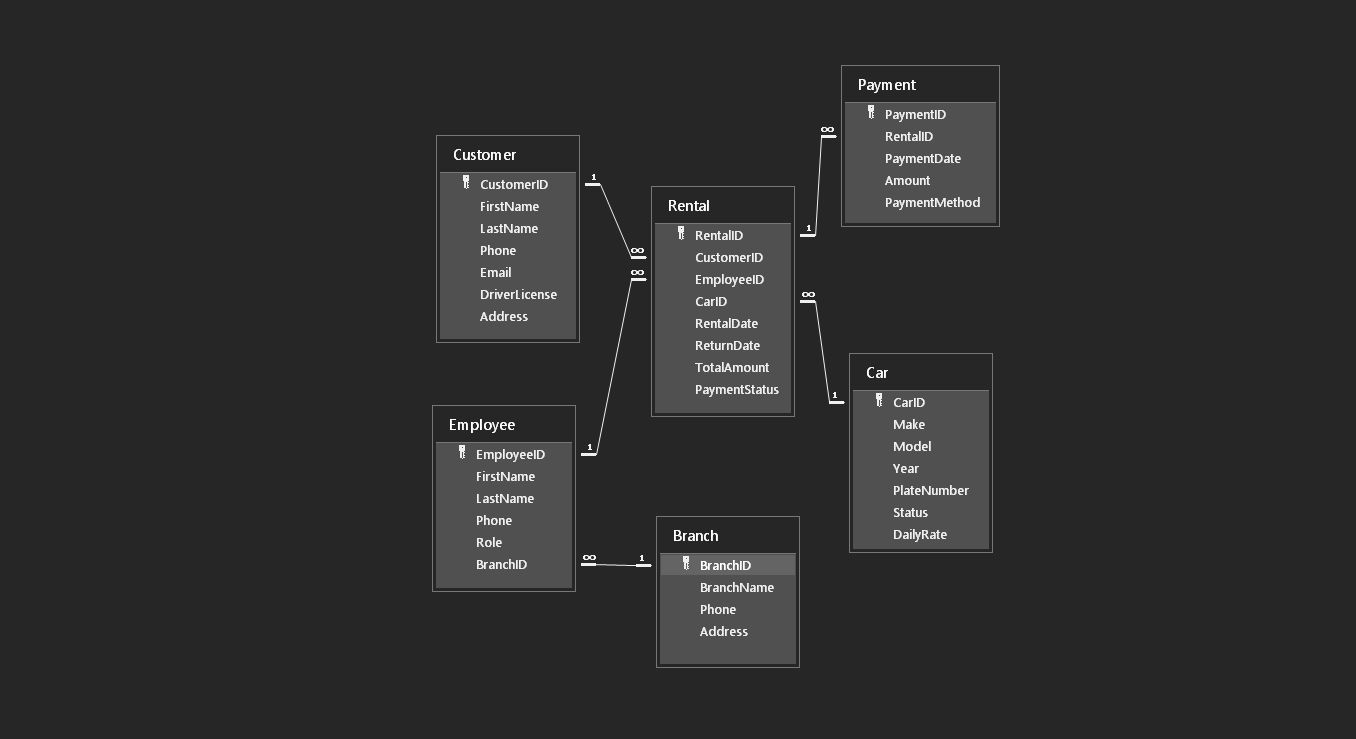 Customer
CustomerID
FirstName
LastName
Phone
Email
DriverLicense
Address
1
∞
Rental
RentalID
CustomerID
EmployeeID
CarID
RentalDate
ReturnDate
TotalAmount
PaymentStatus
1
∞
Payment
PaymentID
RentalID
PaymentDate
Amount
PaymentMethod
∞
1
Car
CarID
Make
Model
Year
PlateNumber
Status
DailyRate
Employee
EmployeeID
FirstName
LastName
Phone
Role
BranchID
1
∞
∞
1
Branch
BranchID
BranchName
Phone
Address